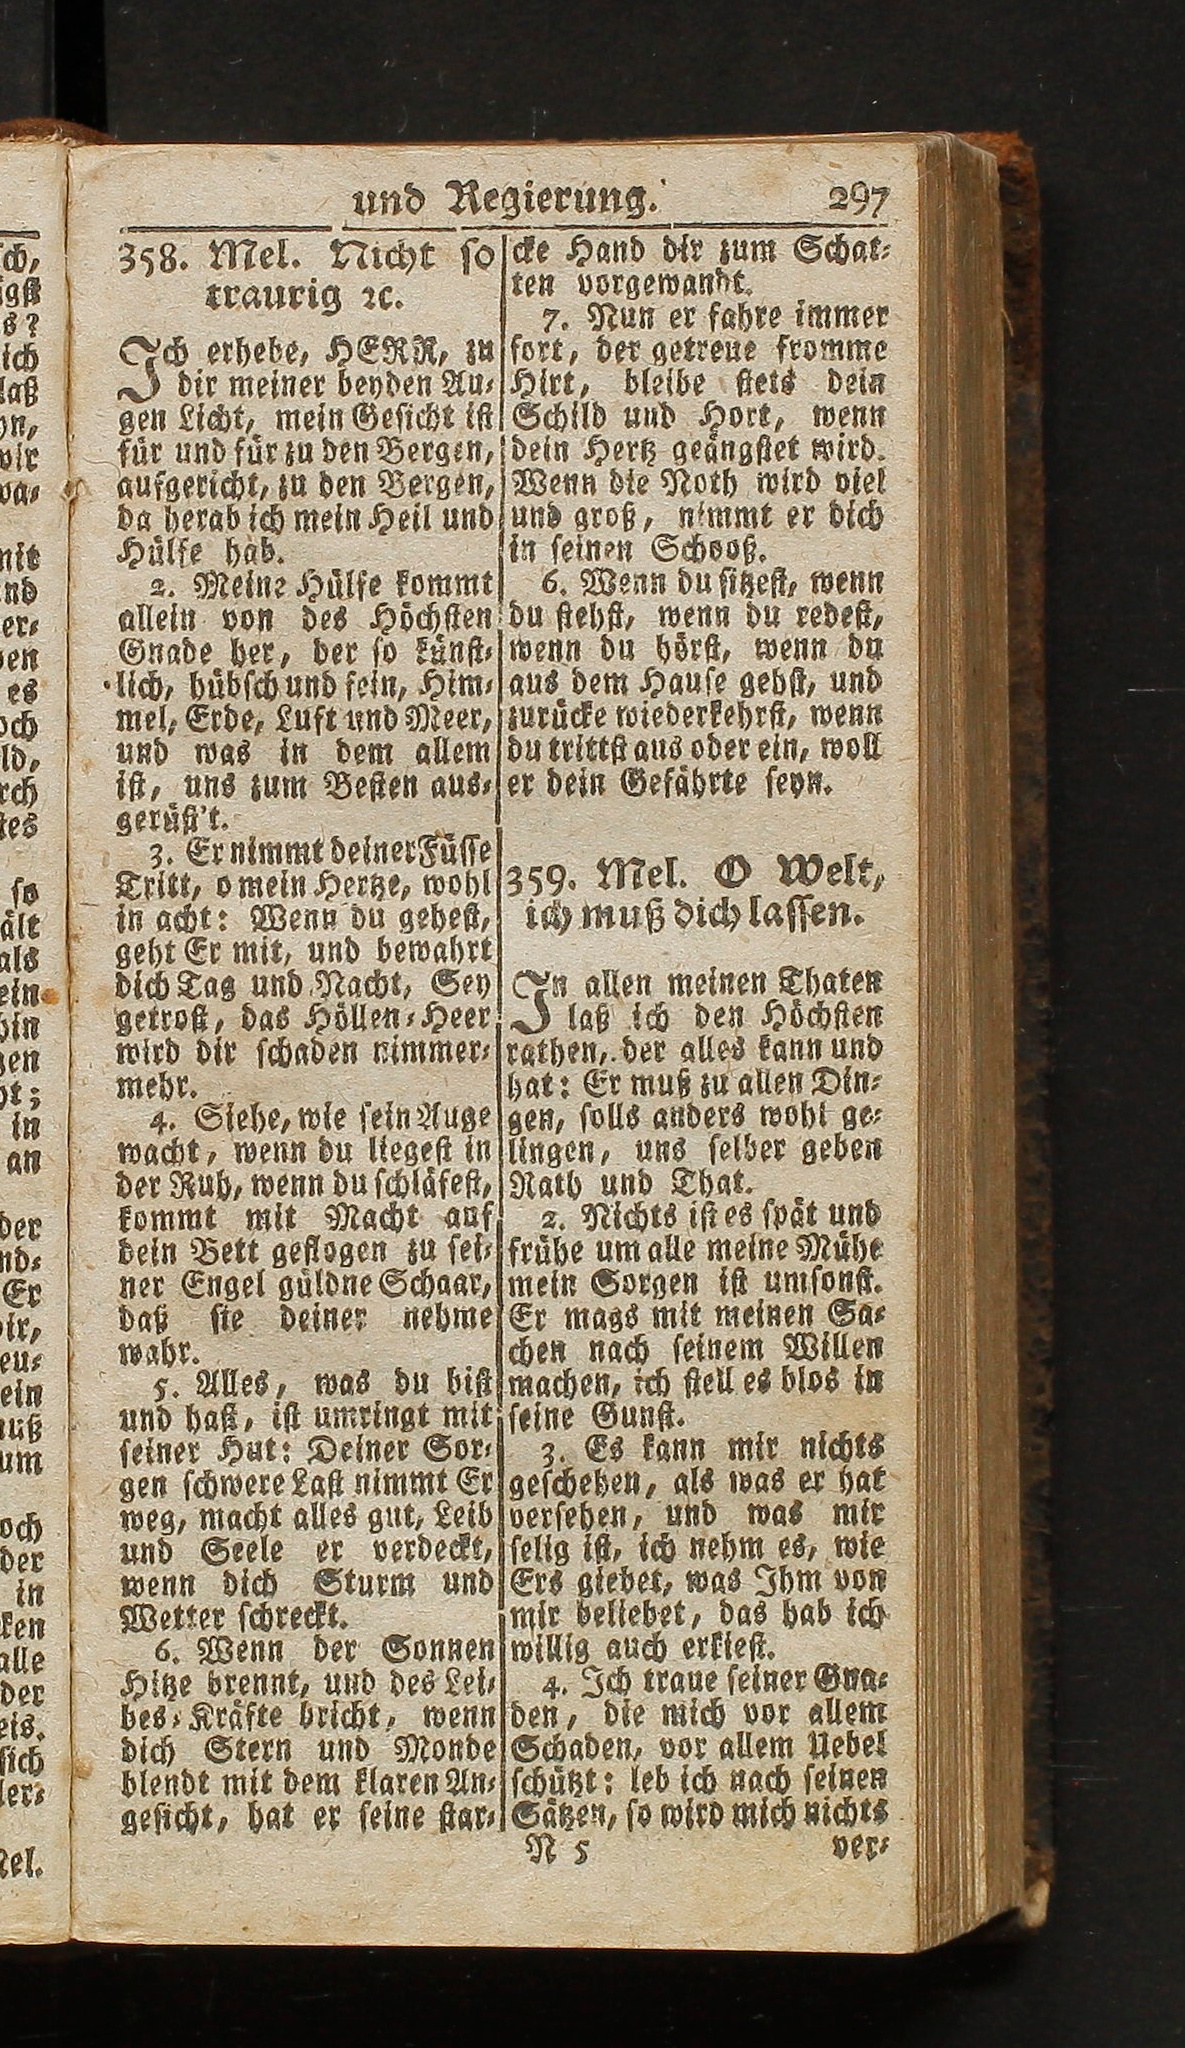 und Regierung. 297
358. Mel. Nicht so
traurig ꝛc.
Ich erhebe, HERR, zu
dir meiner beyden Au⸗
gen Licht, mein Gesicht ist
für und für zu den Bergen,
aufgericht, zu den Bergen,
da herab ich mein Heil und
Hülfe hab.
2. Meine Hülfe kommt
allein von des Höchsten
Gnade her, der so künst⸗
lich, hübsch und fein, Him⸗
mel, Erde, Luft und Meer,
und was in dem allem
ist, uns zum Besten aus⸗
gerüst't.
3. Er nimmt deiner Füsse
Tritt, o mein Hertze, wohl
in acht: Wenn du gehest,
geht Er mit, und bewahrt
dich Tag und Nacht, Sey
getrost, das Höllen⸗Heer
wird dir schaden nimmer⸗
mehr.
4. Siehe, wie sein Auge
wacht, wenn du liegest in
der Ruh, wenn du schläfest,
kommt mit Macht auf
dein Bett geflogen zu sei⸗
ner Engel güldne Schaar,
daß sie deiner nehme
wahr.
5. Alles, was du bist
und hast, ist umringt mit
seiner Hut: Deiner Sor⸗
gen schwere Last nimmt Er
weg, macht alles gut, Leib
und Seele er verdeckt,
wenn dich Sturm und
Wetter schreckt.
6. Wenn der Sonnen
Hitze brennt, und des Lei⸗
bes⸗Kräfte bricht, wenn
dich Stern und Monde
blendt mit dem klaren An⸗
gesicht, hat er seine star⸗
cke Hand dir zum Schat⸗
ten vorgewandt.
7. Nun er fahre immer
fort, der getreue fromme
Hirt, bleibe stets dein
Schild und Hort, wenn
dein Hertz geängstet wird.
Wenn die Noth wird viel
und groß, nimmt er dich
in seinen Schooß.
6. Wenn du sitzest, wenn
du stehst, wenn du redest,
wenn du hörst, wenn du
aus dem Hause gehst, und
zurücke wiederkehrst, wenn
du trittst aus oder ein, woll
er dein Gefährte seyn.
359. Mel. O Welt,
ich muß dich lassen.
In allen meinen Thaten
laß ich den Höchsten
rathen, der alles kann und
hat: Er muß zu allen Din⸗
gen, solls anders wohl ge⸗
lingen, uns selber geben
Rath und That.
2. Nichts ist es spät und
frühe um alle meine Mühe
mein Sorgen ist umsonst.
Er mags mit meinen Sa⸗
chen nach seinem Willen
machen, ich stell es blos in
seine Gunst.
3. Es kann mir nichts
geschehen, als was er hat
versehen, und was mir
selig ist, ich nehm es, wie
Ers giebet, was Ihm von
mir beliebet, das hab ich
willig auch erkiest.
4. Ich traue seiner Gna⸗
den, die mich vor allem
Schaden, vor allem Uebel
schützt: leb ich nach seinen
Sätzen, so wird mich nichts
N 5 ver⸗